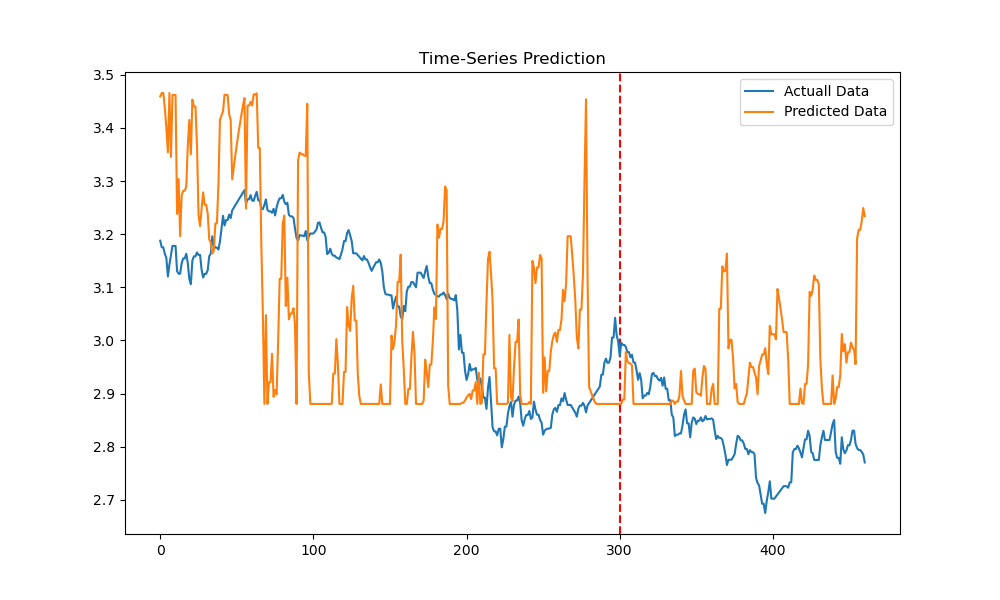 Time-Series Prediction
3.5
3.4
3.3
3.2
3.1
3.0
2.9
2.8
2.7
Actuall Data
Predicted Data
0 100 200 300 400